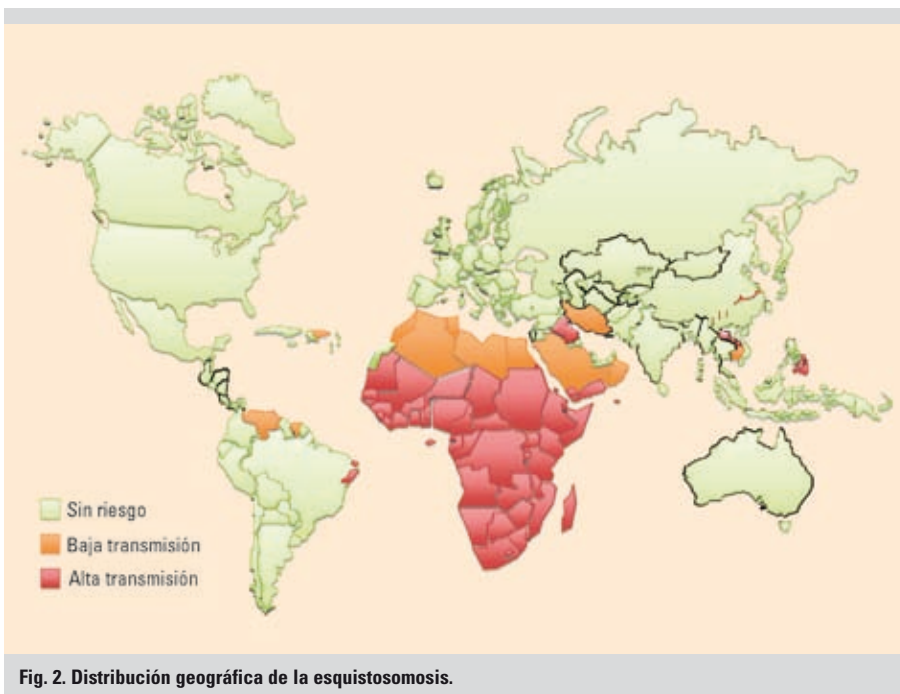 Sin riesgo
Baja transmisión
Alta transmisión
Fig. 2. Distribución geográfica de la esquistosomosis.